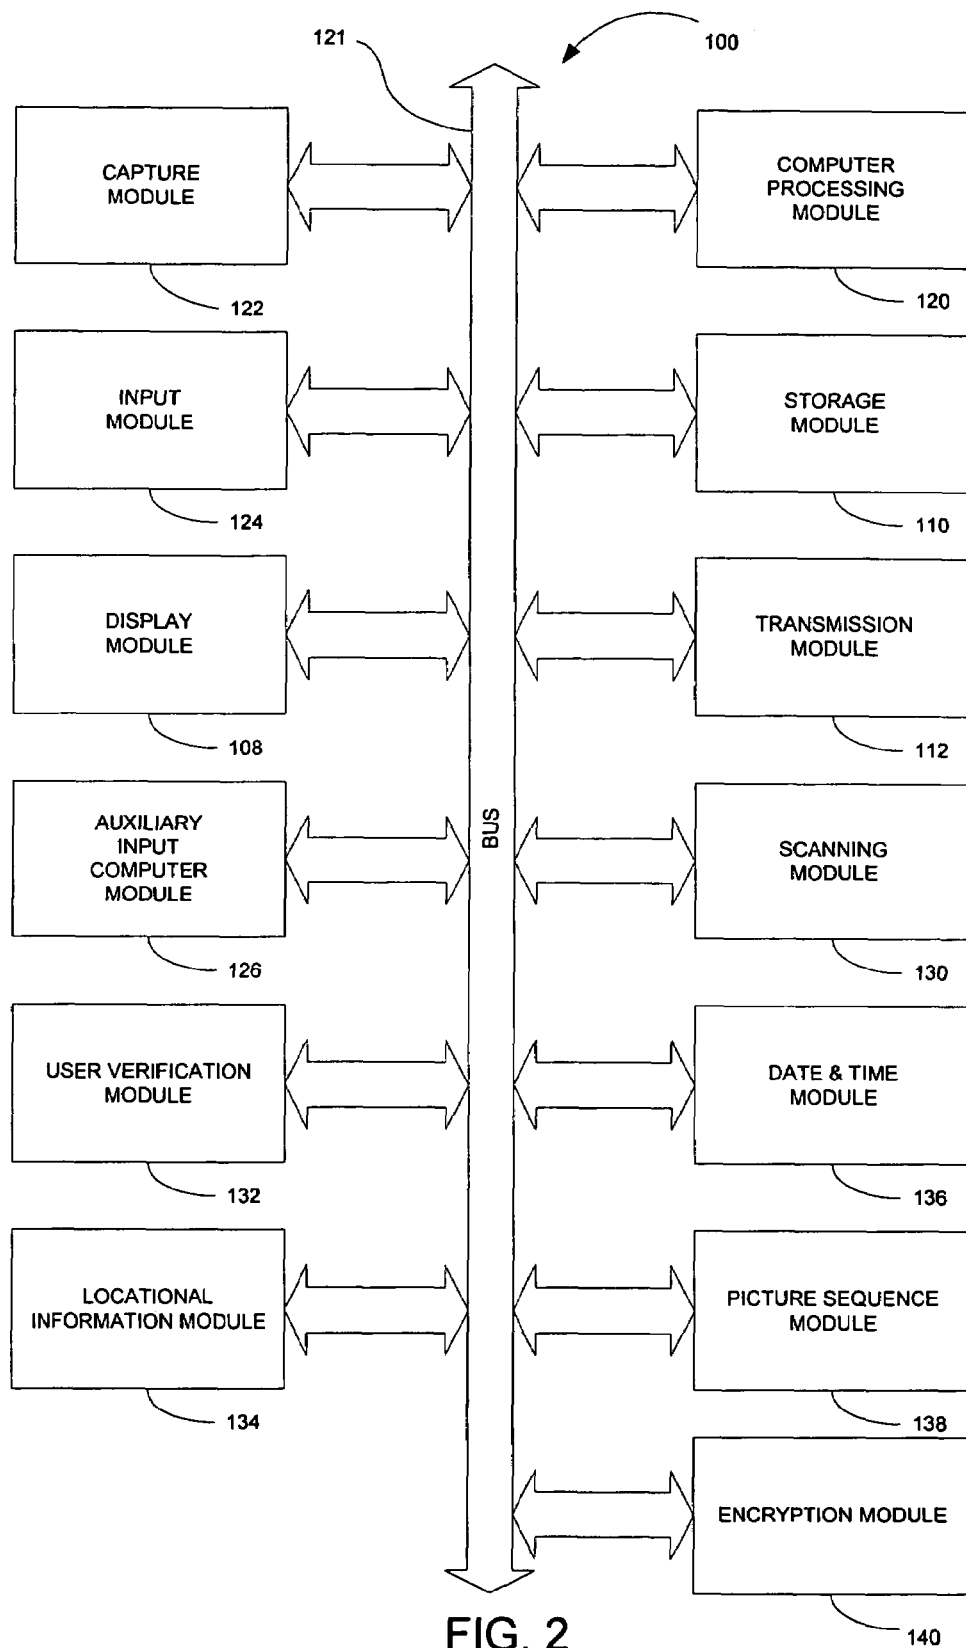 121
100
CAPTURE
MODULE
122
COMPUTER
PROCESSING
MODULE
120
INPUT
MODULE
124
STORAGE
MODULE
110
DISPLAY
MODULE
108
TRANSMISSION
MODULE
112
BUS
AUXILIARY
INPUT
COMPUTER
MODULE
126
SCANNING
MODULE
130
USER VERIFICATION
MODULE
132
DATE & TIME
MODULE
136
LOCATIONAL
INFORMATION MODULE
134
PICTURE SEQUENCE
MODULE
138
ENCRYPTION MODULE
140
FIG. 2